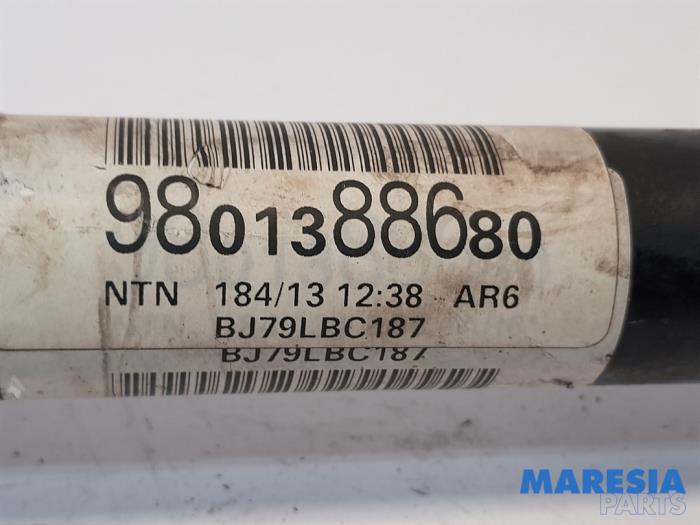 9801388680
NTN 184/13 12:38 AR6
BJ79LBC187
BJ79LBC187
MARESIA
PARTS